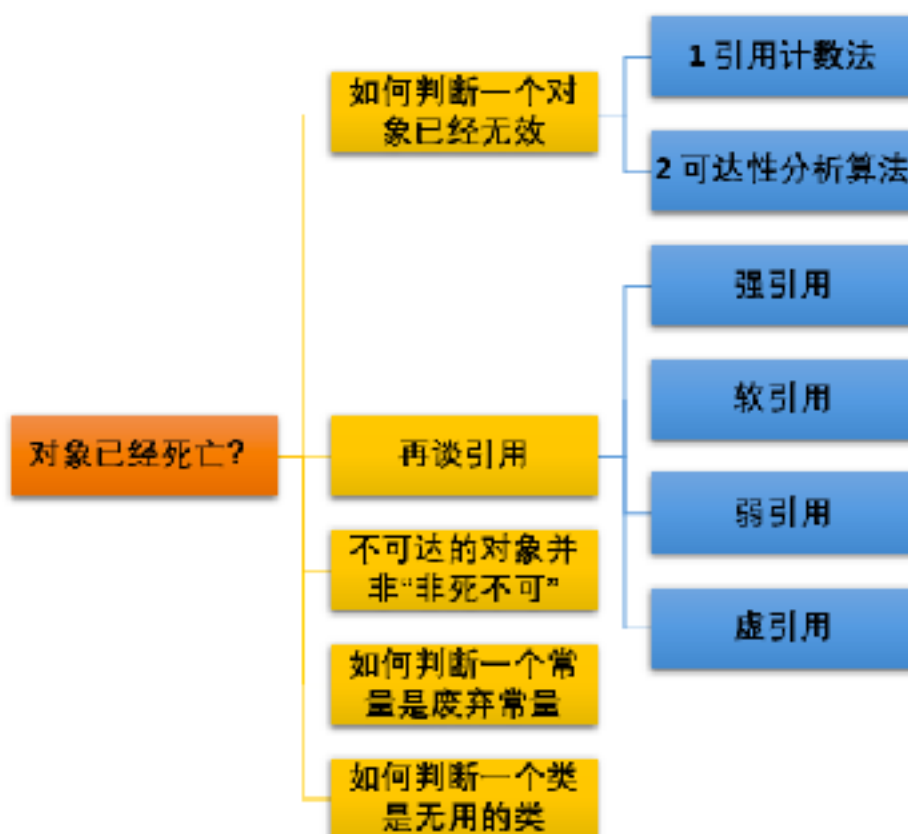 如何判断一个对
象已经无效
1 引用计数法
2 可达性分析算法
对象已经死亡？
再谈引用
强引用
软引用
弱引用
虚引用
不可达的对象并
非“非死不可”
如何判断一个常
量是废弃常量
如何判断一个类
是无用的类